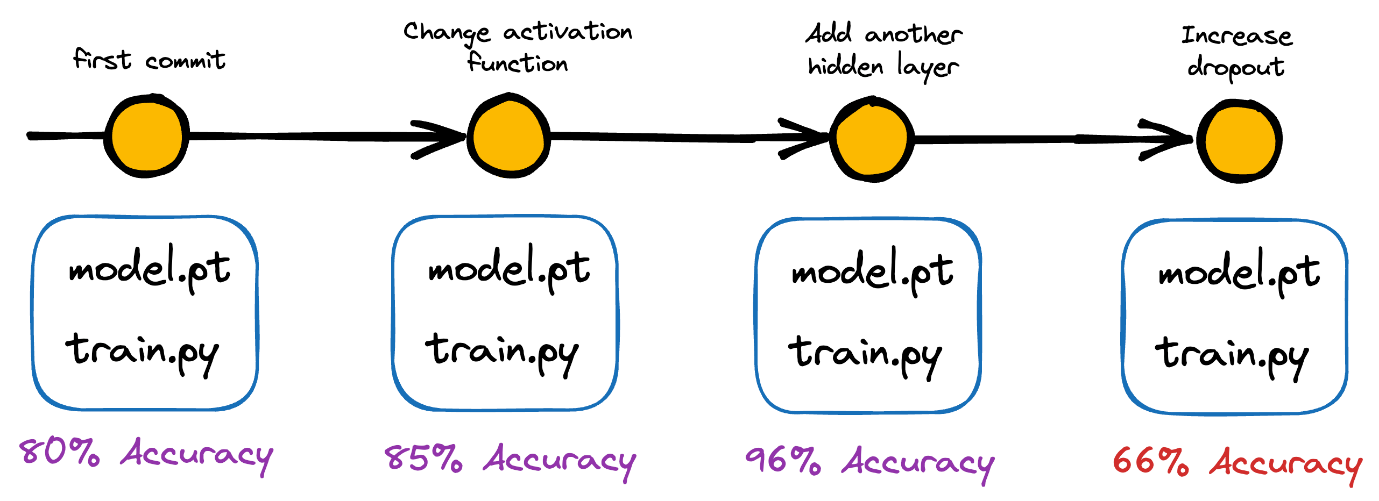 first commit
Change activation
function
Add another
hidden layer
Increase
dropout
model.pt
train.py
80% Accuracy
model.pt
train.py
85% Accuracy
model.pt
train.py
96% Accuracy
model.pt
train.py
66% Accuracy